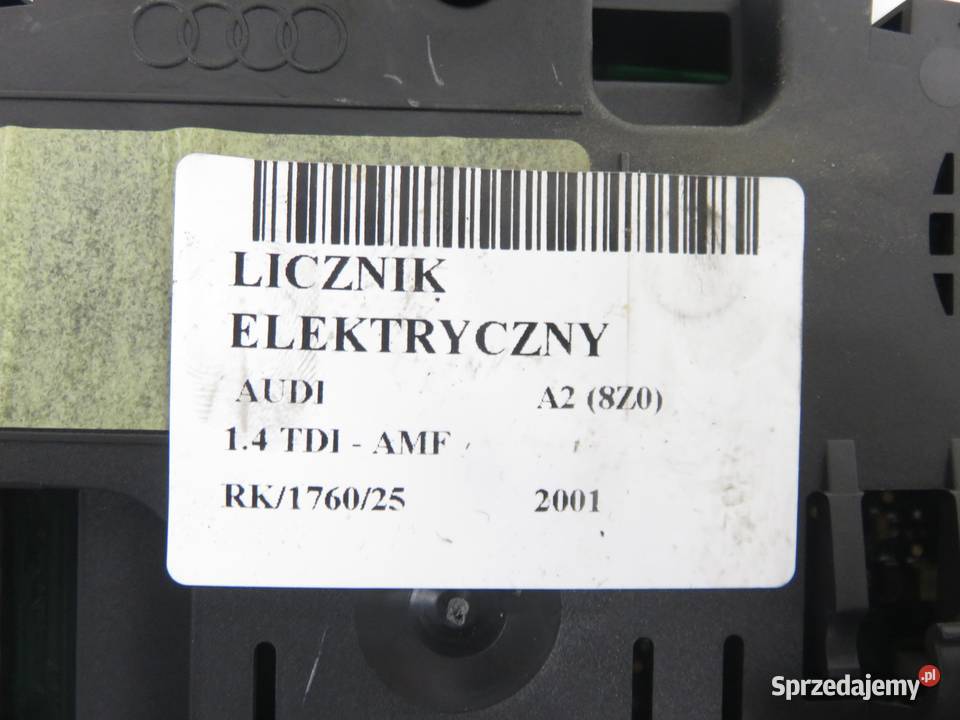 LICZNIK
ELEKTRYCZNY
AUDI A2 (8Z0)
1.4 TDI - AMF
RK/1760/25 2001
Sprzedajemy.pl